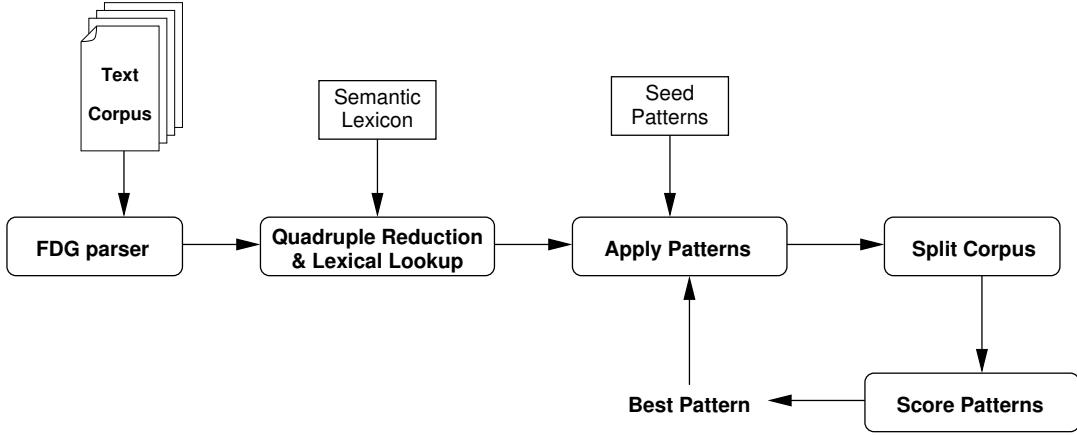 Text
Corpus
Semantic
Lexicon
Seed
Patterns
FDG parser
Quadruple Reduction
& Lexical Lookup
Apply Patterns
Split Corpus
Best Pattern
Score Patterns